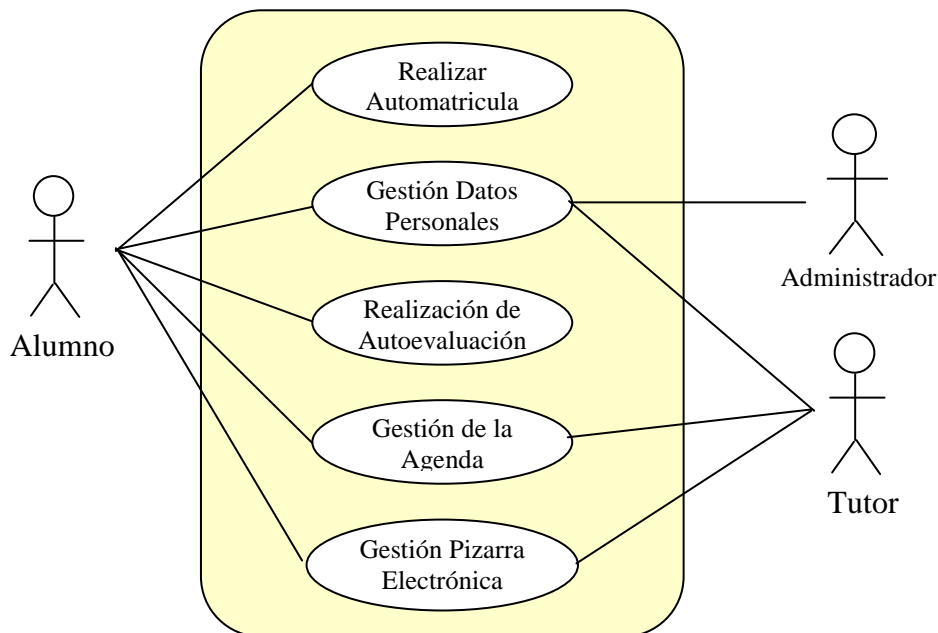 Realizar
Automatricula
Gestión Datos
Personales
Realización de
Autoevaluación
Gestión de la
Agenda
Gestión Pizarra
Electrónica
Alumno
Administrador
Tutor